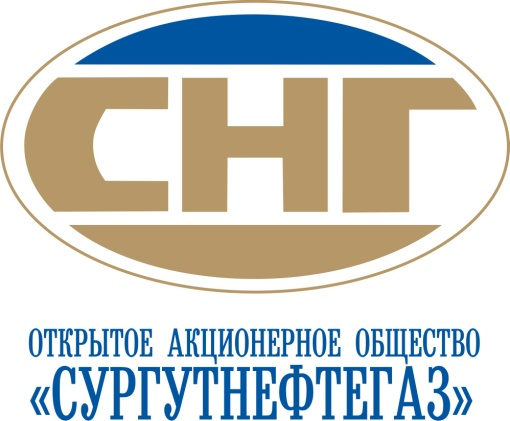 СНГ
ОТКРЫТОЕ АКЦИОНЕРНОЕ ОБЩЕСТВО
«СУРГУТНЕФТЕГАЗ»